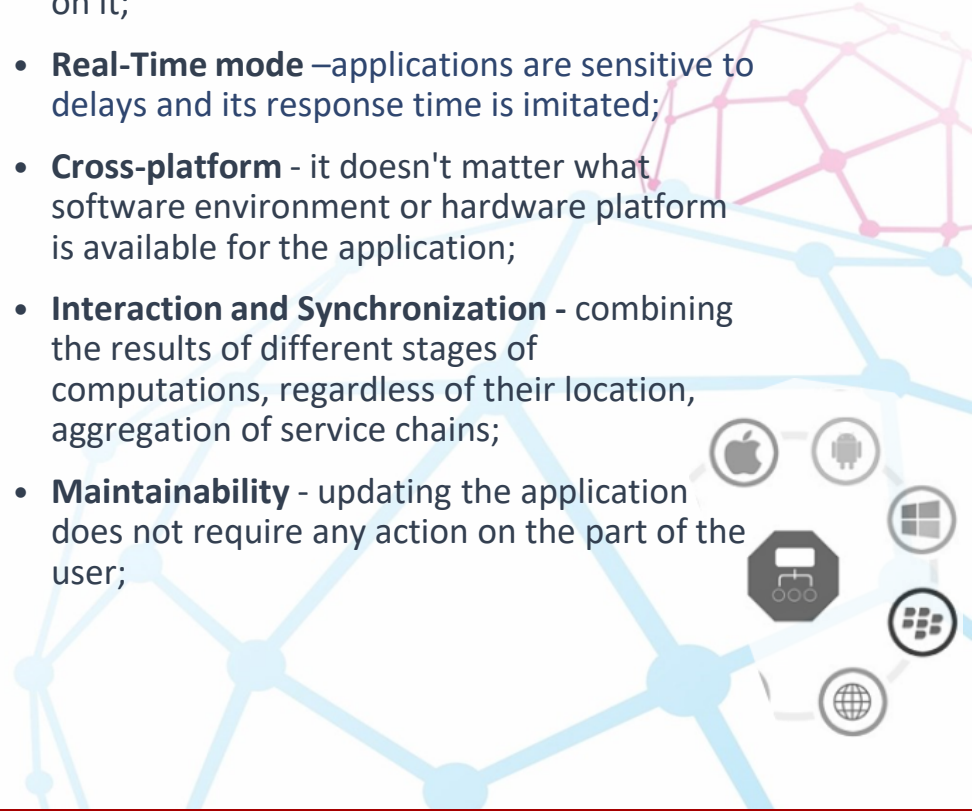 on it;
• Real-Time mode –applications are sensitive to
delays and its response time is imitated;
• Cross-platform - it doesn't matter what
software environment or hardware platform
is available for the application;
• Interaction and Synchronization - combining
the results of different stages of
computations, regardless of their location,
aggregation of service chains;
• Maintainability - updating the application
does not require any action on the part of the
user;